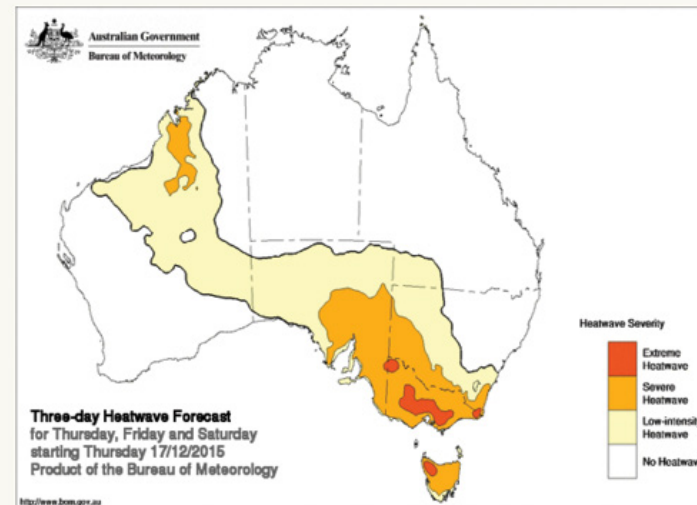 Australian Government
Bureau of Meteorology
Heatwave Severity
Extreme
Heatwave
Severe
Heatwave
Low-intensity
Heatwave
No Heatwave
Three-day Heatwave Forecast
for Thursday, Friday and Saturday
starting Thursday 17/12/2015
Product of the Bureau of Meteorology
http://www.bom.gov.au